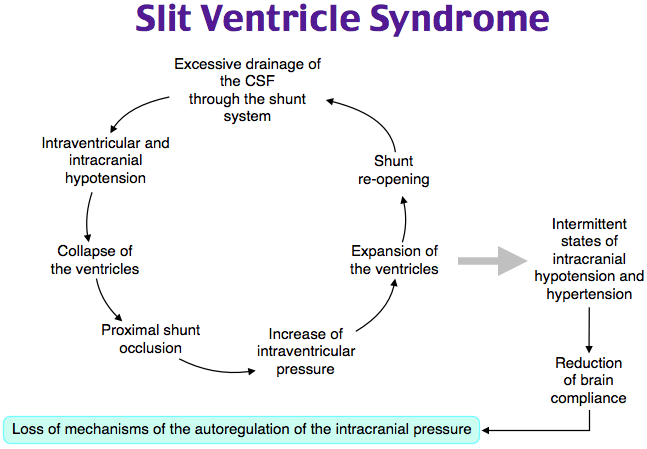 Slit Ventricle Syndrome
Excessive drainage of
the CSF
through the shunt
system
Intraventricular and
intracranial
hypotension
Collapse of
the ventricles
Proximal shunt
occlusion
Increase of
intraventricular
pressure
Expansion of
the ventricles
Shunt
re-opening
Intermittent
states of
intracranial
hypotension and
hypertension
Reduction
of brain
compliance
Loss of mechanisms of the autoregulation of the intracranial pressure